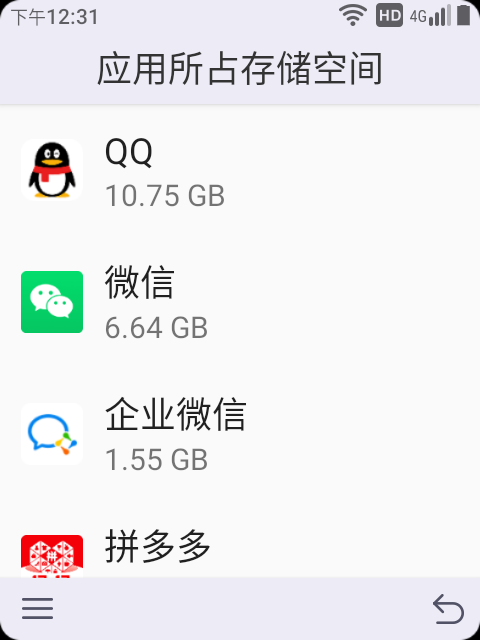 下午12:31
HD 4G
应用所占存储空间
QQ
10.75 GB
微信
6.64 GB
企业微信
1.55 GB
拼多多